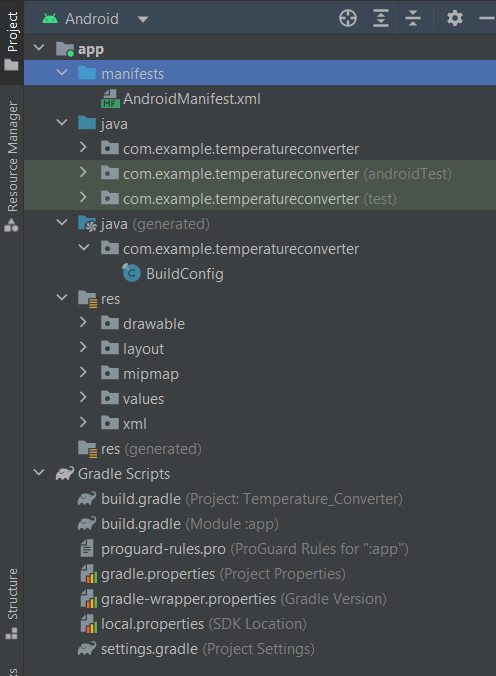 Project
Resource Manager
Structure
Android
app
manifests
MF AndroidManifest.xml
java
com.example.temperatureconverter
com.example.temperatureconverter (androidTest)
com.example.temperatureconverter (test)
java (generated)
com.example.temperatureconverter
C BuildConfig
res
drawable
layout
mipmap
values
xml
res (generated)
Gradle Scripts
build.gradle (Project: Temperature_Converter)
build.gradle (Module :app)
proguard-rules.pro (ProGuard Rules for ":app")
gradle.properties (Project Properties)
gradle-wrapper.properties (Gradle Version)
local.properties (SDK Location)
settings.gradle (Project Settings)